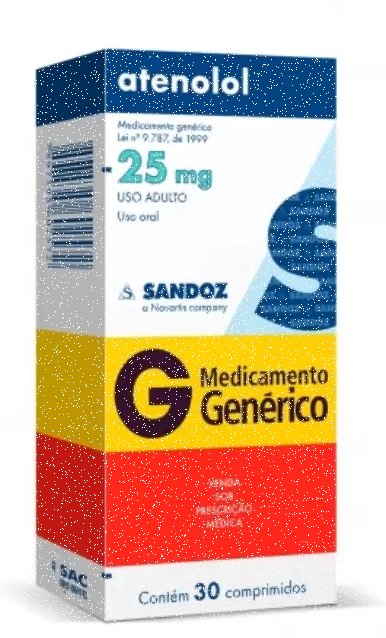 atenolol
Medicamento genérico
Lei nº 9.787, de 1999
25 mg
USO ADULTO
Uso oral
SANDOZ
a Novartis company
G Medicamento
Genérico
VENDA
SOB
PRESCRIÇÃO
MÉDICA
SAC
Contém 30 comprimidos